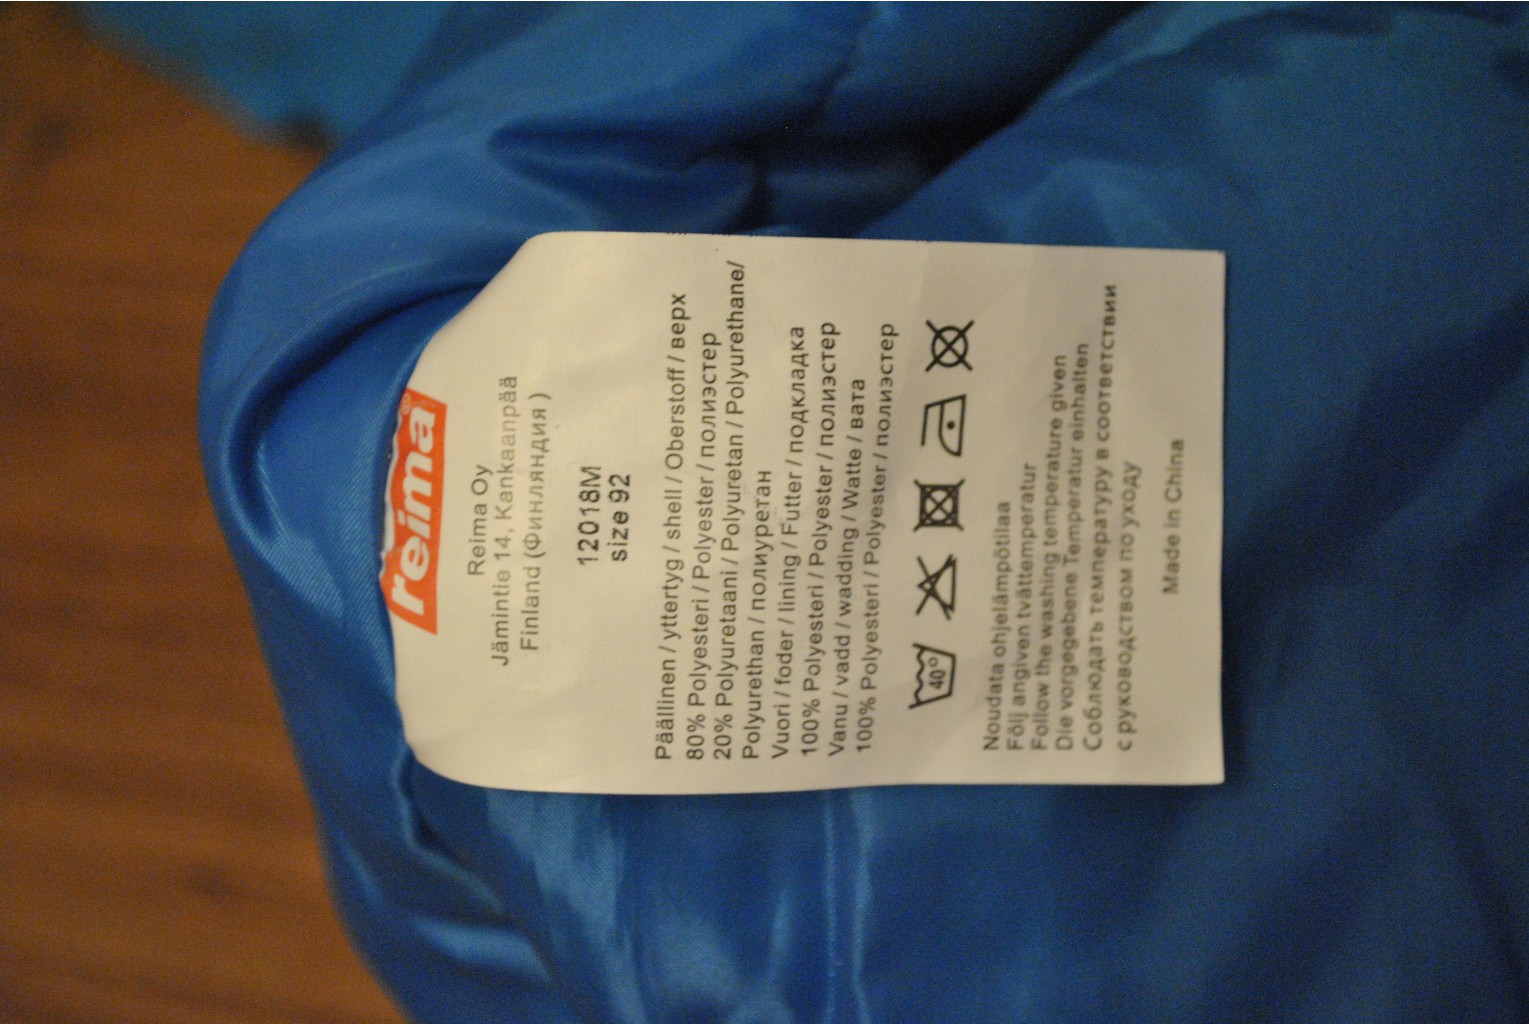 reima®
Reima Oy
Jämintie 14, Kankaanpää
Finland (Финляндия )
12018M
size 92
Päällinen / yttertyg / shell / Oberstoff / верх
80% Polyesteri / Polyester / полиэстер
20% Polyuretaani / Polyuretan / Polyurethane/
Polyurethan / полиуретан
Vuori / foder / lining / Futter / подкладка
100% Polyesteri / Polyester / полиэстер
Vanu / vadd / wadding / Watte / вата
100% Polyesteri / Polyester / полиэстер
40°
Noudata ohjelämpötilaa
Följ angiven tvättemperatur
Follow the washing temperature given
Die vorgegebene Temperatur einhalten
Соблюдать температуру в соответствии
с руководством по уходу
Made in China